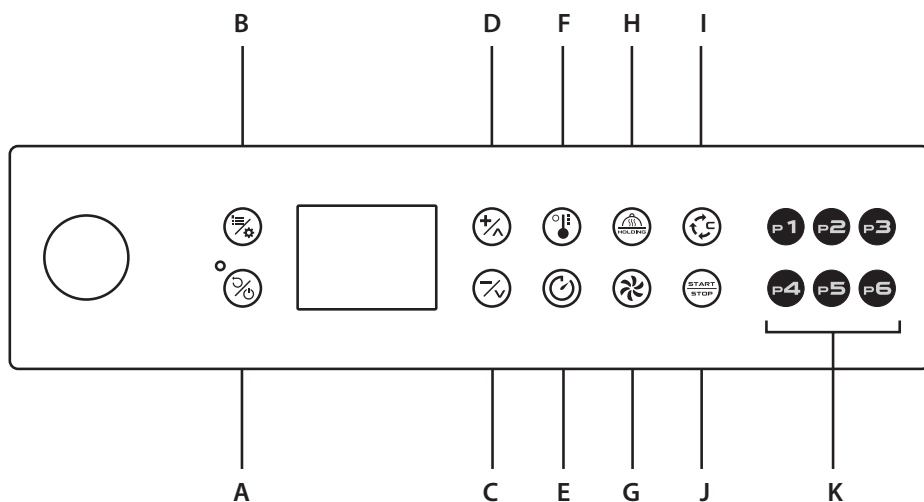 B D F H I
HOLDING C P1 P2 P3
START
STOP P4 P5 P6
A C E G J K